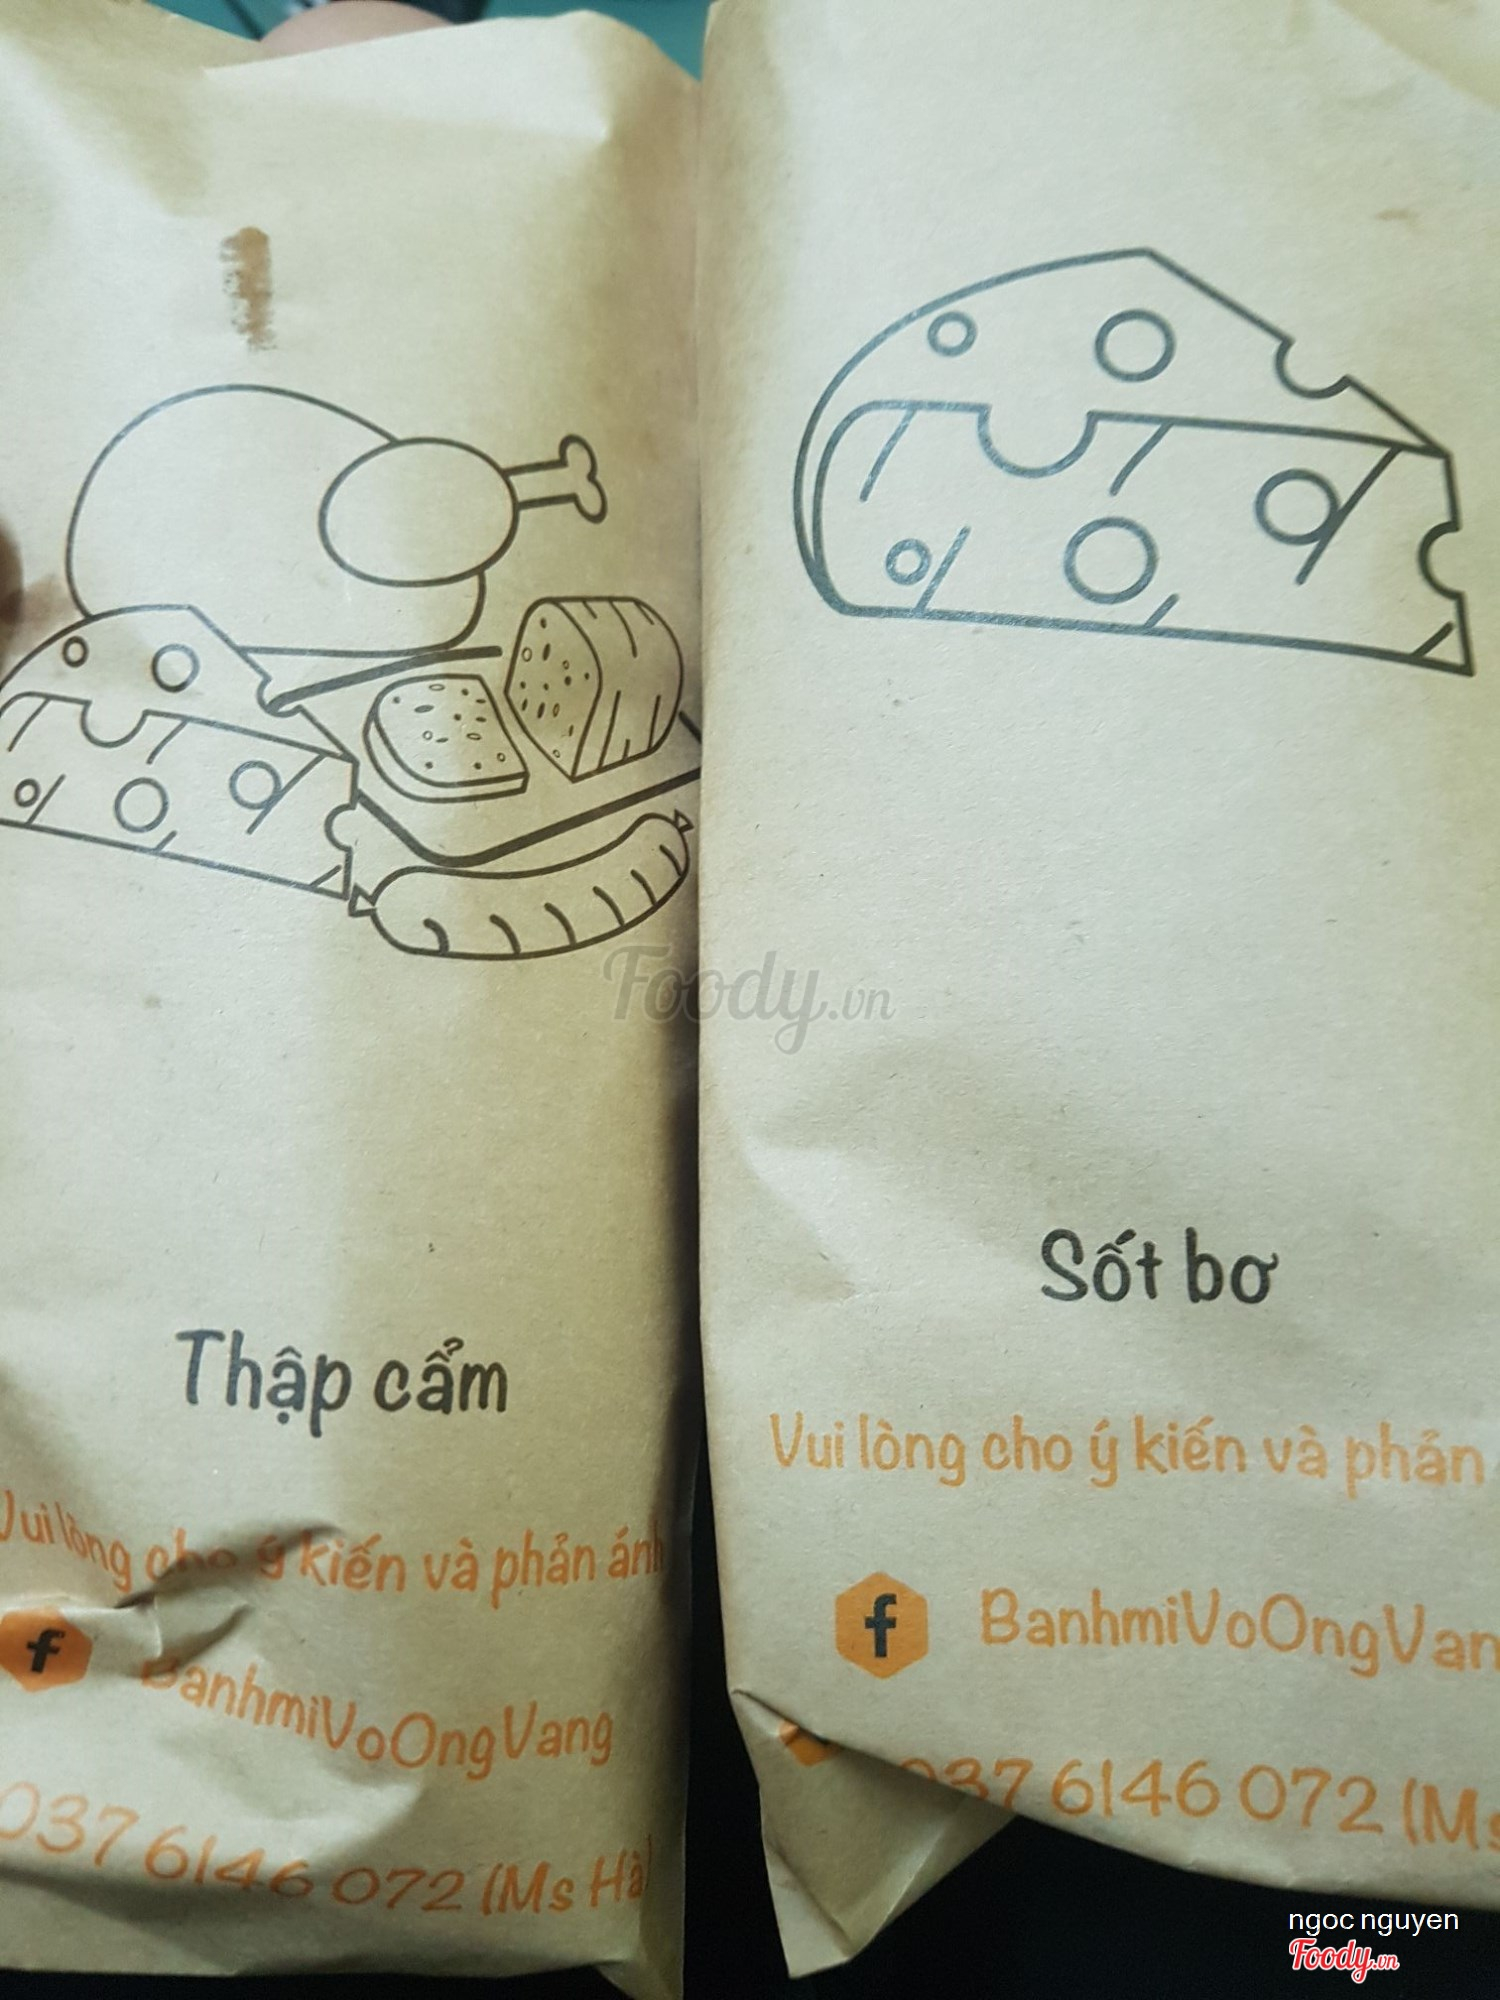 Thập cẩm
Vui lòng cho ý kiến và phản ánh
f BanhmiVoOngVang
037 6146 072 (Ms Hà)
Sốt bơ
Vui lòng cho ý kiến và phản
f BanhmiVoOngVan
037 6146 072 (Ms
Foody.vn
ngoc nguyen
Foody.vn